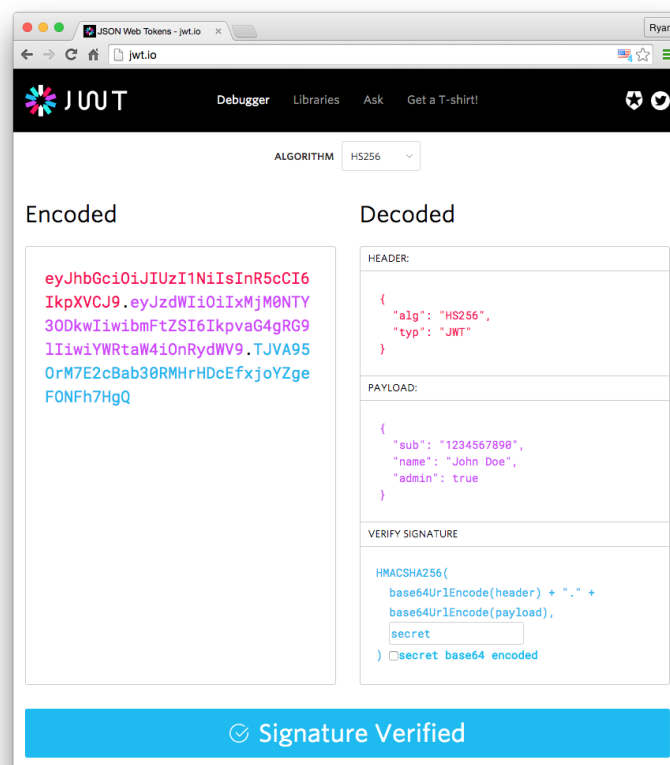 JSON Web Tokens - jwt.io
Ryan
jwt.io
JWT
Debugger Libraries Ask Get a T-shirt!
ALGORITHM HS256
Encoded
Decoded
eyJhbGciOiJIUzI1NiIsInR5cCI6
IkpXVCJ9.eyJzdWIiOiIxMjM0NTY
3ODkwIiwibmFtZSI6IkpvaG4gRG9
lIiwiYWRtaW4iOnRydWV9.TJVA95
OrM7E2cBab30RMHrHDcEfxjoYZge
FONFh7HgQ
HEADER:
{
"alg": "HS256",
"typ": "JWT"
}
PAYLOAD:
{
"sub": "1234567890",
"name": "John Doe",
"admin": true
}
VERIFY SIGNATURE
HMACSHA256(
base64UrlEncode(header) + "." +
base64UrlEncode(payload),
secret
) secret base64 encoded
Signature Verified